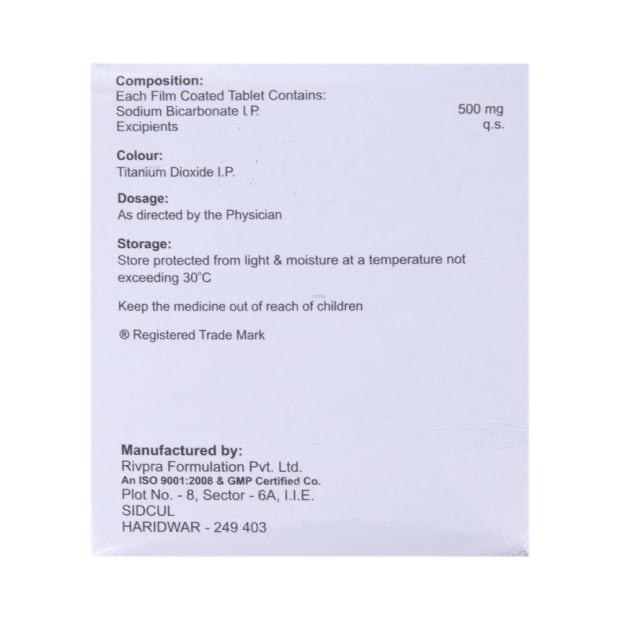 Composition:
Each Film Coated Tablet Contains:
Sodium Bicarbonate I.P. 500 mg
Excipients q.s.
Colour:
Titanium Dioxide I.P.
Dosage:
As directed by the Physician
Storage:
Store protected from light & moisture at a temperature not
exceeding 30°C
Keep the medicine out of reach of children
® Registered Trade Mark
Manufactured by:
Rivpra Formulation Pvt. Ltd.
An ISO 9001:2008 & GMP Certified Co.
Plot No. - 8, Sector - 6A, I.I.E.
SIDCUL
HARIDWAR - 249 403